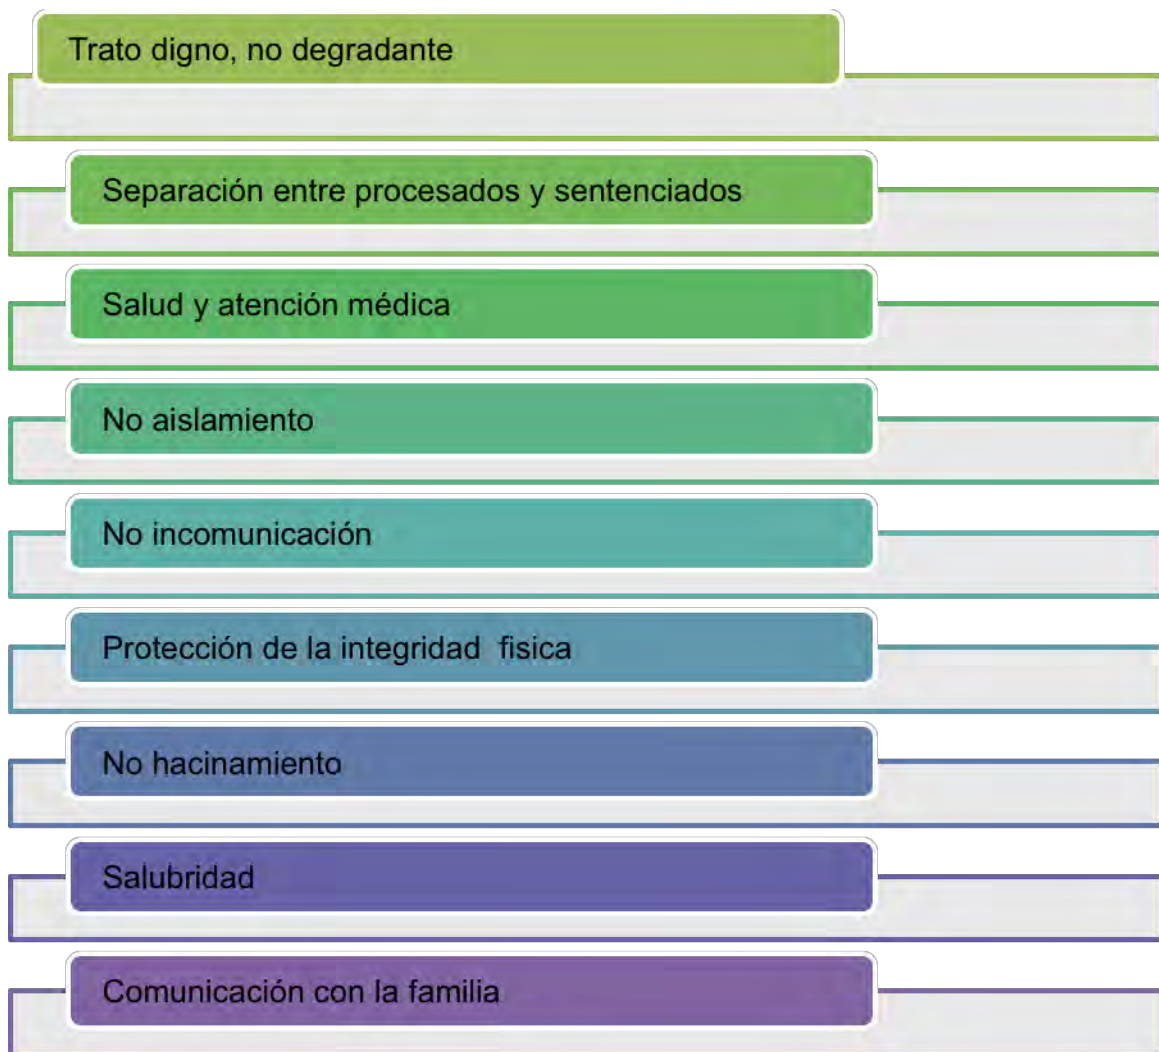 Trato digno, no degradante
Separación entre procesados y sentenciados
Salud y atención médica
No aislamiento
No incomunicación
Protección de la integridad  fisica
No hacinamiento
Salubridad
Comunicación con la familia